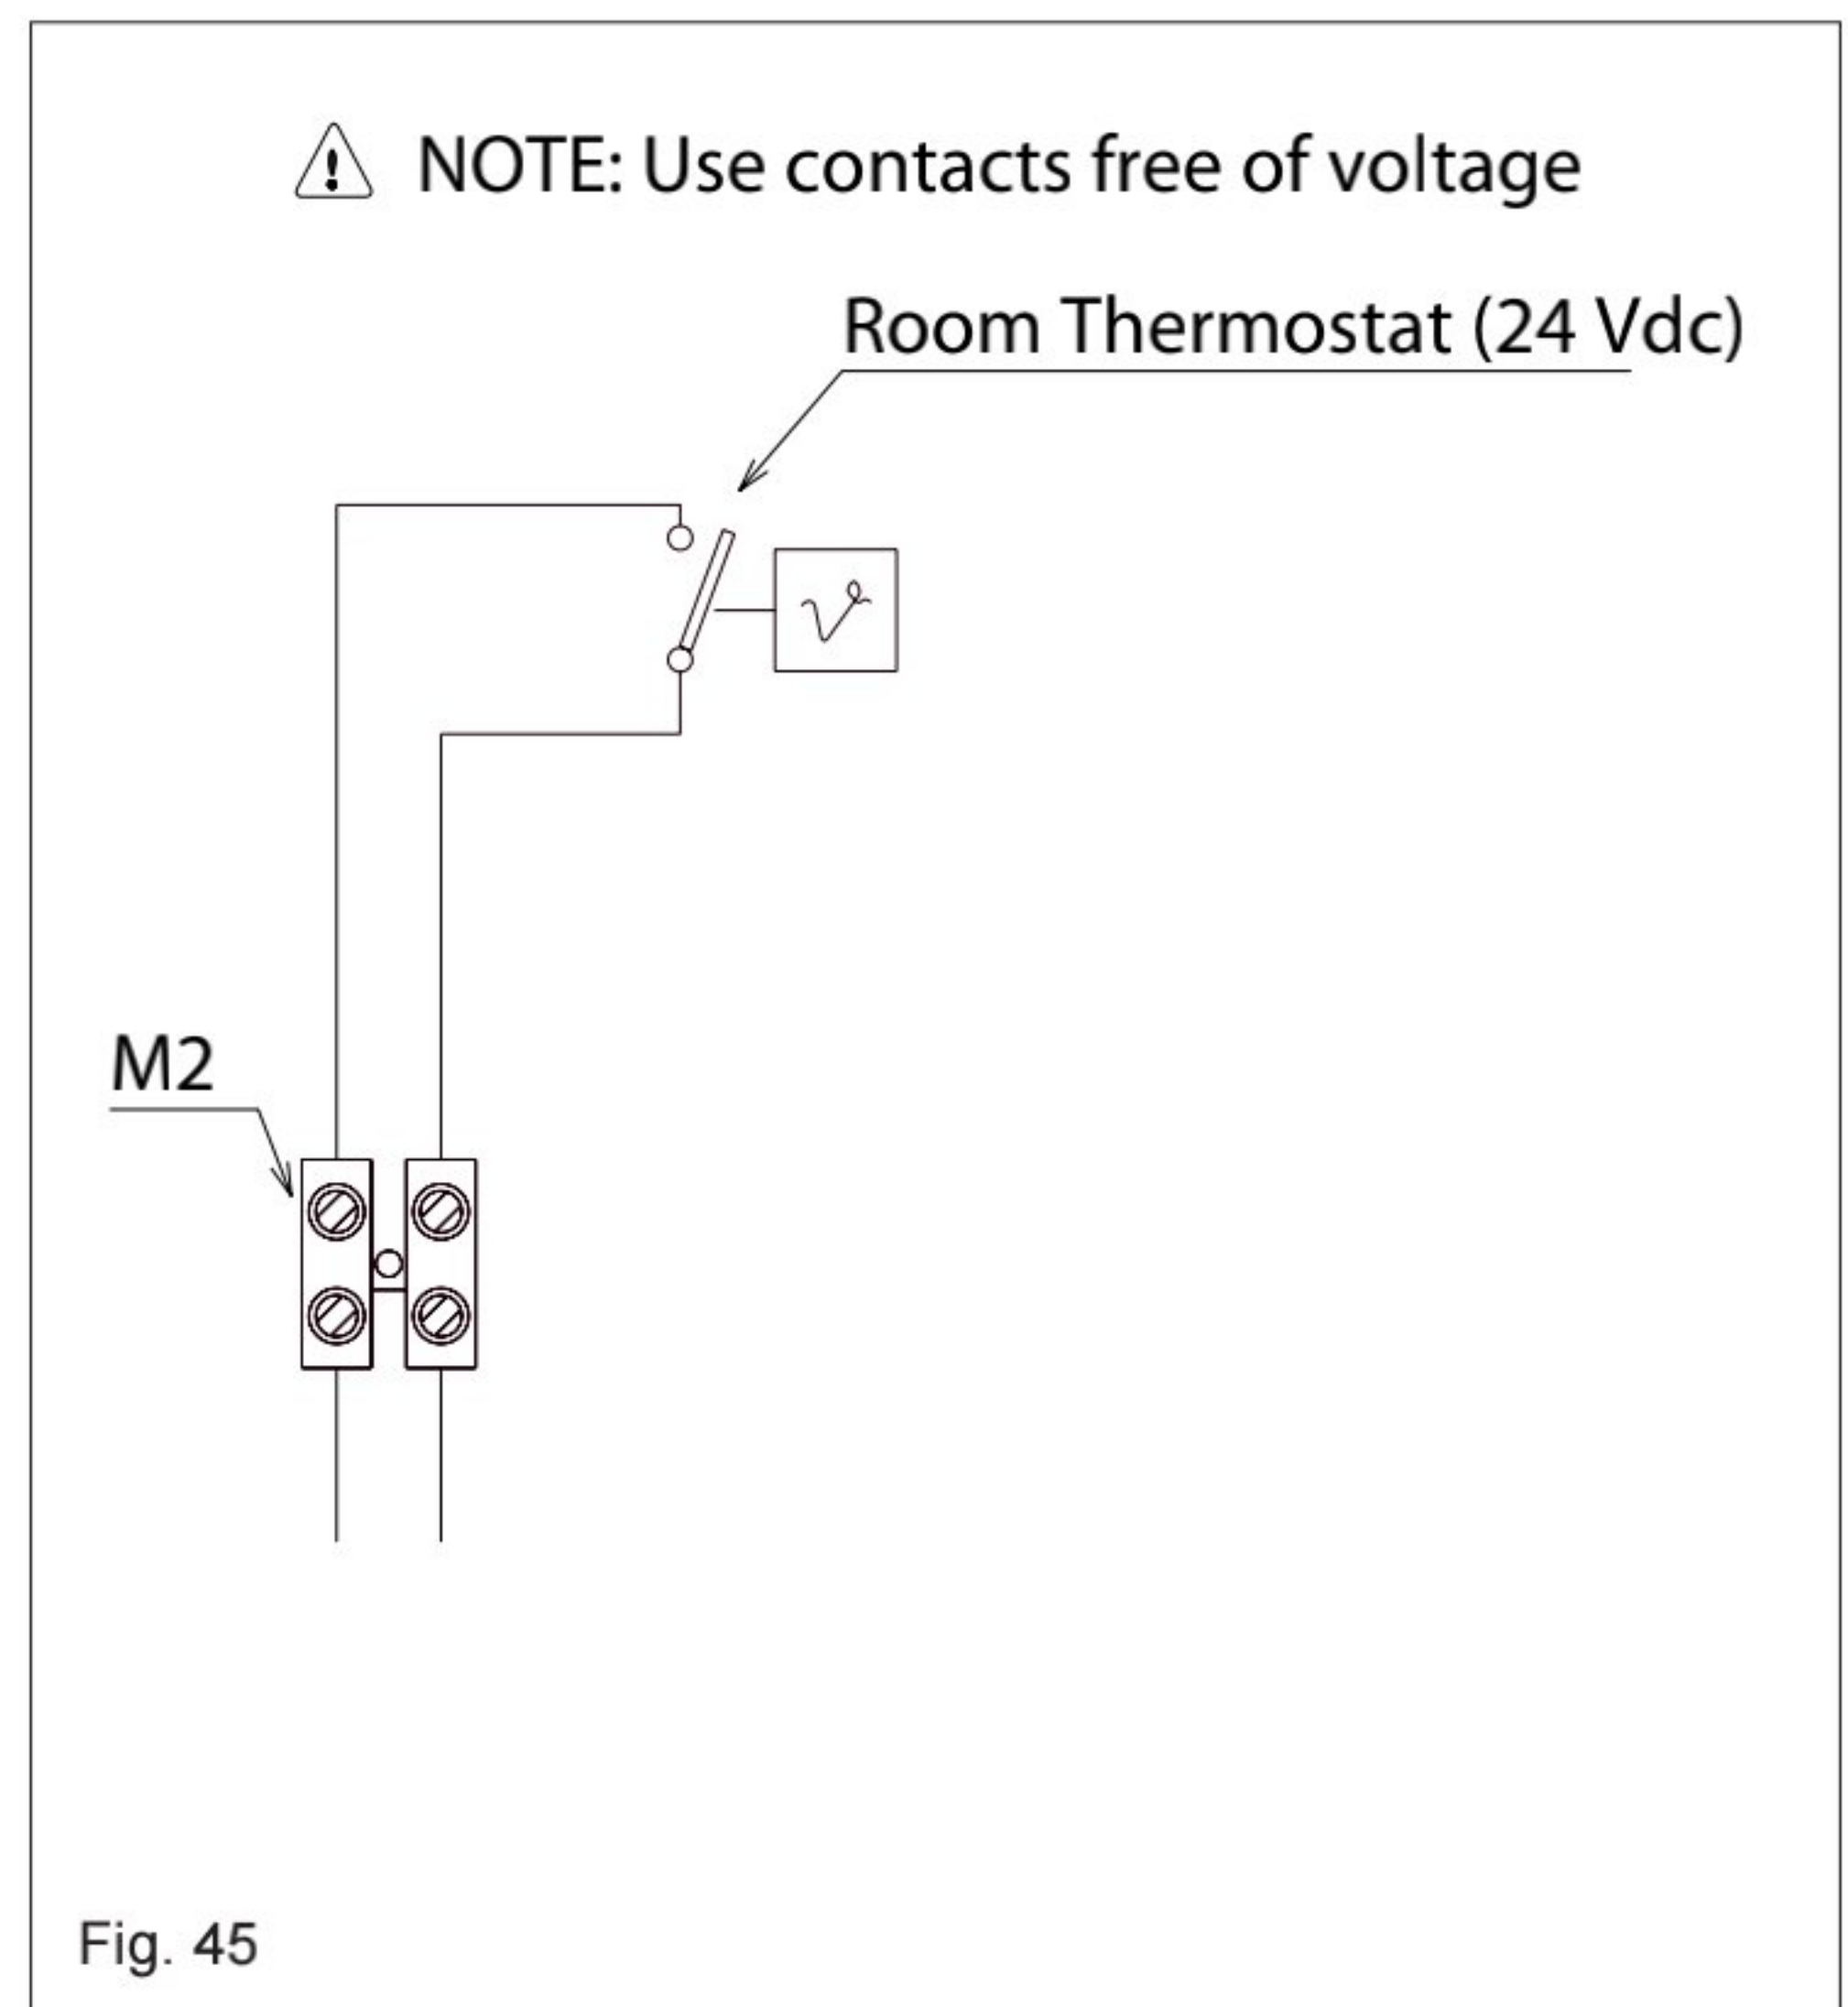 NOTE: Use contacts free of voltage
Room Thermostat (24 Vdc)
M2
Fig. 45